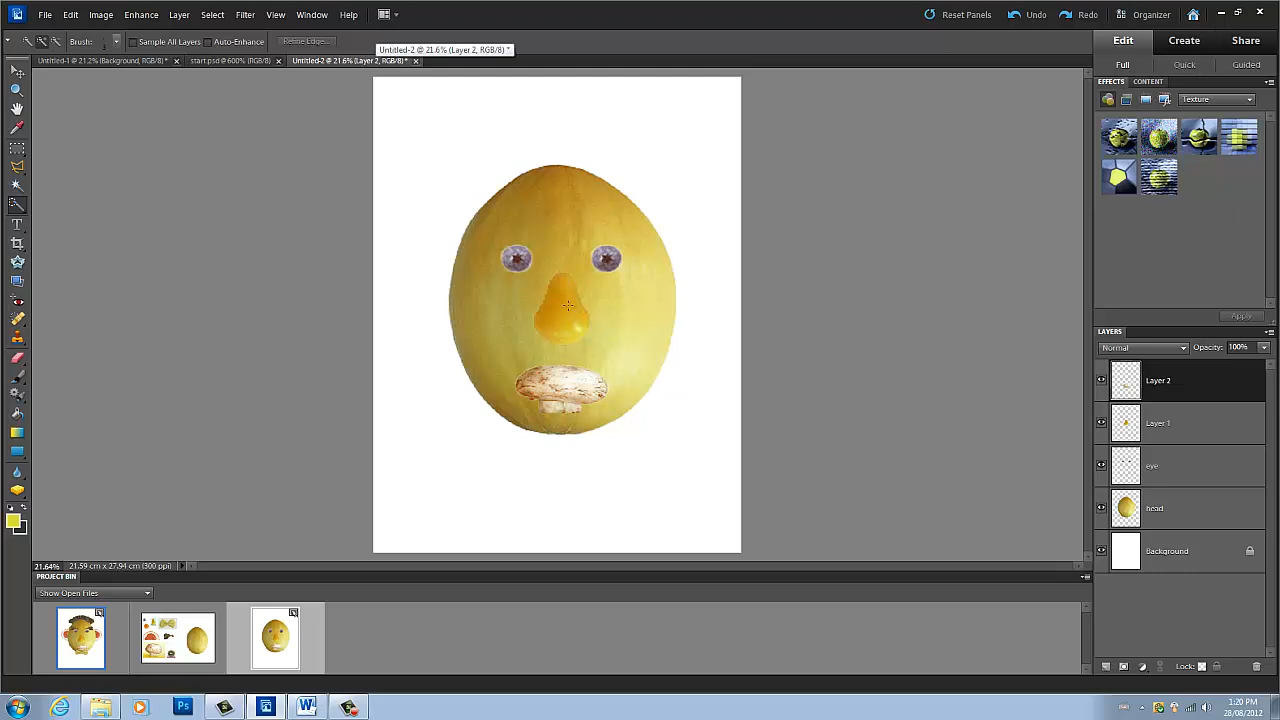 File Edit Image Enhance Layer Select Filter View Window Help Reset Panels Undo Redo Organizer
Brush: Sample All Layers Auto-Enhance Refine Edge... Edit Create Share
Untitled-2 @ 21.6% (Layer 2, RGB/8) *
Untitled-1 @ 21.2% (Background, RGB/8) * start.psd @ 600% (RGB/8) Untitled-2 @ 21.6% (Layer 2, RGB/8) * Full Quick Guided
EFFECTS CONTENT
Texture
Apply
LAYERS
Normal Opacity: 100%
Layer 2
Layer 1
eye
head
Background
21.64% 21.59 cm x 27.94 cm (300 ppi)
PROJECT BIN
Show Open Files
Lock:
Ps W
1:20 PM
28/08/2012